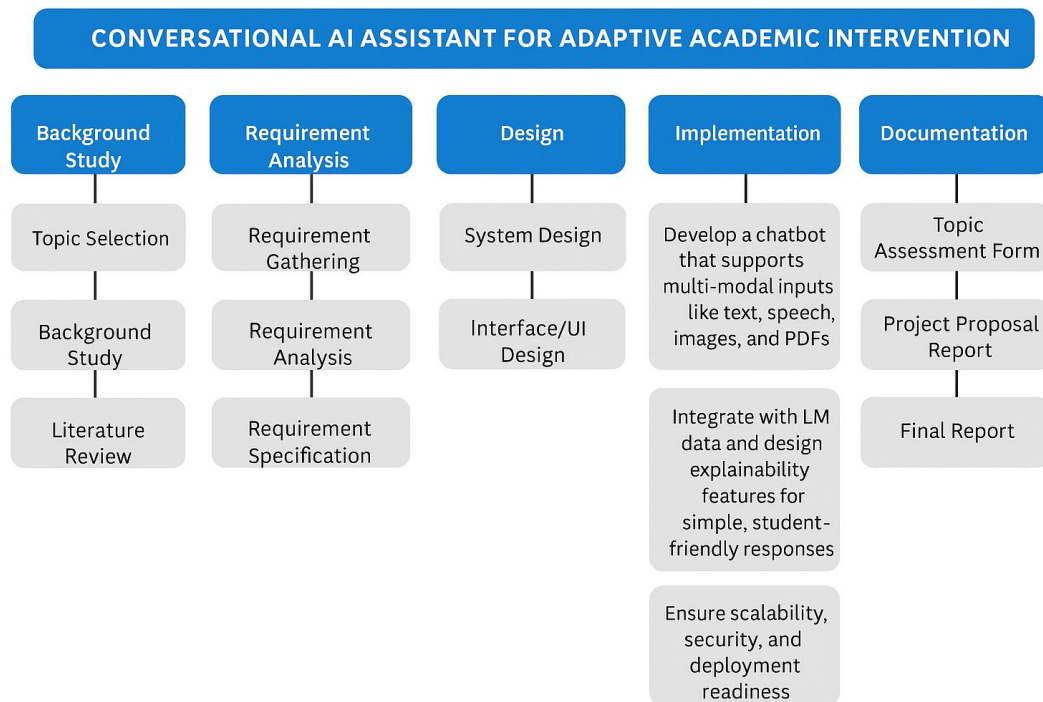 CONVERSATIONAL AI ASSISTANT FOR ADAPTIVE ACADEMIC INTERVENTION
Background
Study
Topic Selection
Background
Study
Literature
Review
Requirement
Analysis
Requirement
Gathering
Requirement
Analysis
Requirement
Specification
Design
System Design
Interface/UI
Design
Implementation
Develop a chatbot
that supports
multi-modal inputs
like text, speech,
images, and PDFs
Integrate with LM
data and design
explainability
features for
simple, student-
friendly responses
Ensure scalability,
security, and
deployment
readiness
Documentation
Topic
Assessment Form
Project Proposal
Report
Final Report